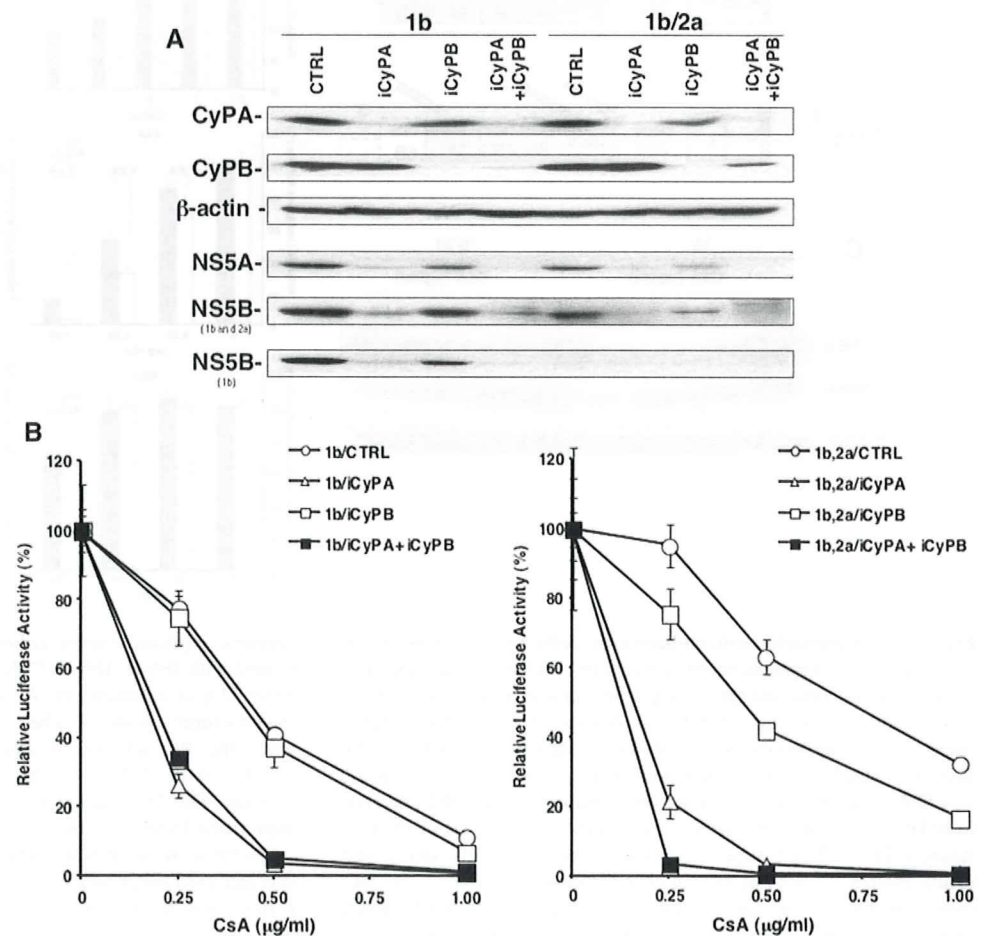 A
1b 1b/2a
CTRL iCyPA iCyPB iCyPA +iCyPB CTRL iCyPA iCyPB iCyPA +iCyPB
CyPA-
CyPB-
β-actin -
NS5A-
NS5B-
(1b and 2a)
NS5B-
(1b)
B
1b/CTRL
1b/iCyPA
1b/iCyPB
1b/iCyPA+iCyPB
120
100
80
60
40
20
0
Relative Luciferase Activity (%)
0 0.25 0.50 0.75 1.00
CsA (μg/ml)
1b,2a/CTRL
1b,2a/iCyPA
1b,2a/iCyPB
1b,2a/iCyPA+ iCyPB
120
100
80
60
40
20
0
Relative Luciferase Activity (%)
0 0.25 0.50 0.75 1.00
CsA (μg/ml)